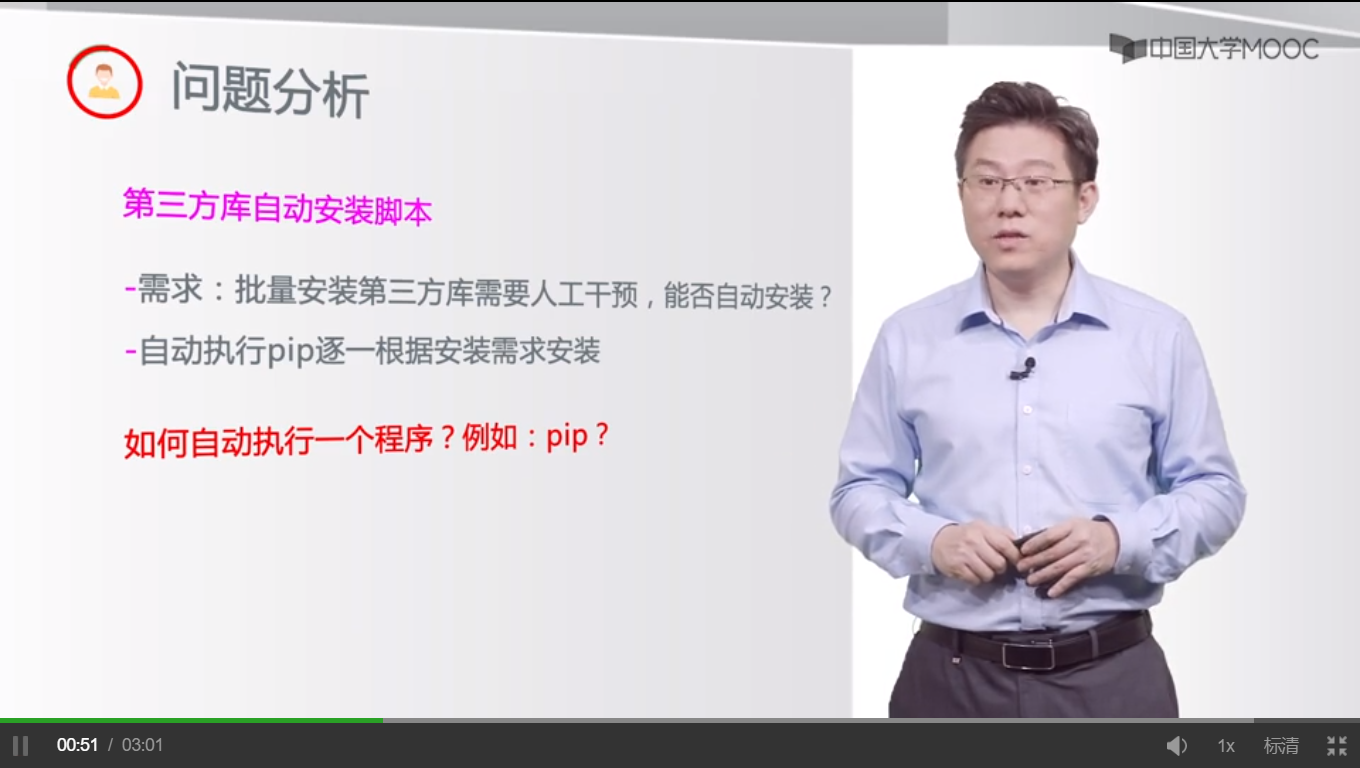 中国大学MOOC
问题分析
第三方库自动安装脚本
-需求：批量安装第三方库需要人工干预，能否自动安装？
-自动执行pip逐一根据安装需求安装
如何自动执行一个程序？例如：pip？
00:51 / 03:01
1x
标清